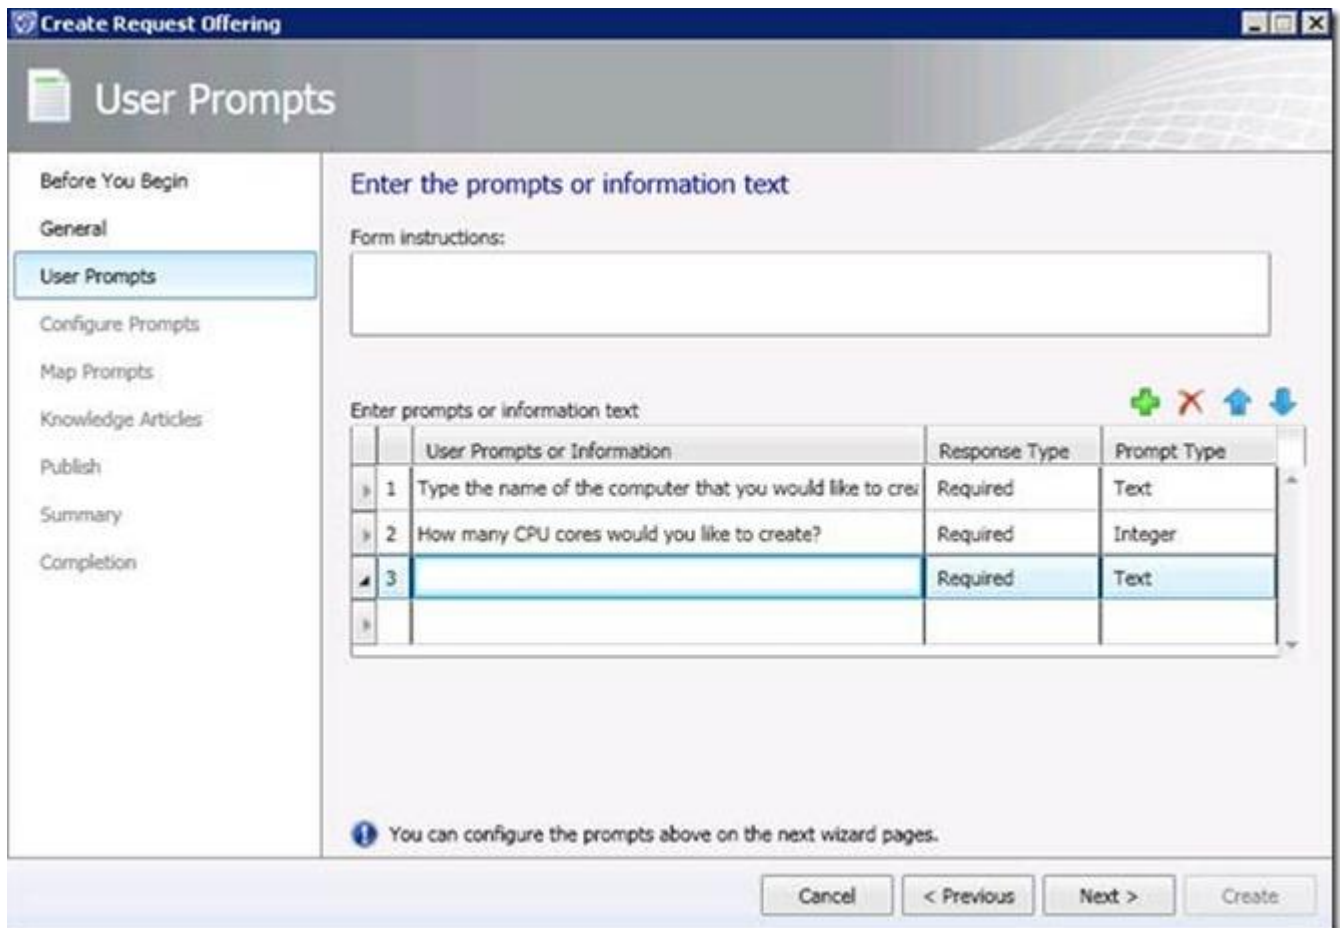 Create Request Offering
User Prompts
Before You Begin
General
User Prompts
Configure Prompts
Map Prompts
Knowledge Articles
Publish
Summary
Completion
Enter the prompts or information text
Form instructions:
Enter prompts or information text
User Prompts or Information Response Type Prompt Type
1 Type the name of the computer that you would like to crea Required Text
2 How many CPU cores would you like to create? Required Integer
3 Required Text
You can configure the prompts above on the next wizard pages.
Cancel < Previous Next > Create